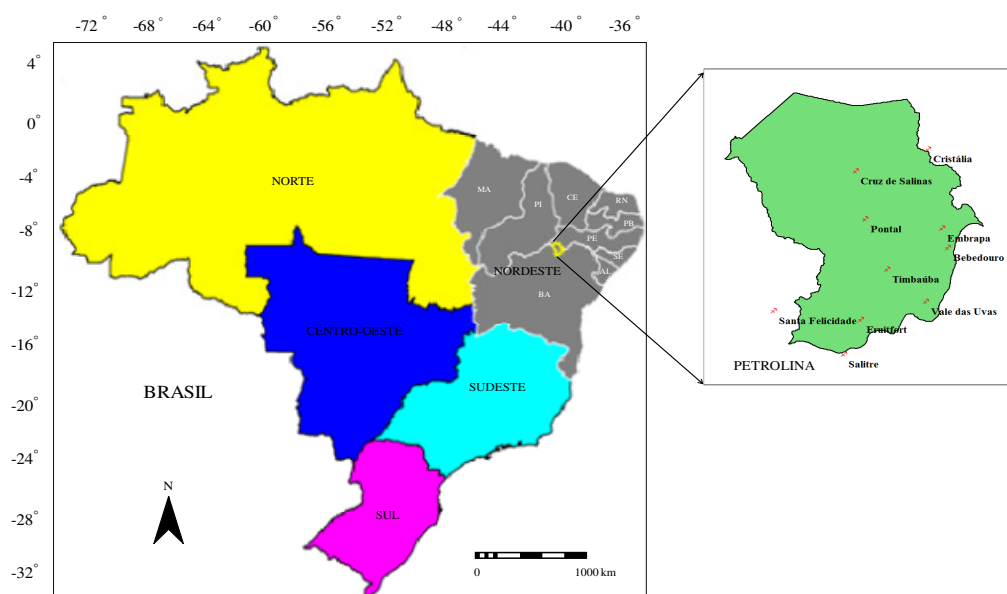 -72° -68° -60° -56° -52° -48° -44° -40° -36°
4°
0°
-4°
-8°
-12°
-16°
-20°
-24°
-28°
-32°
NORTE
MA
PI
CE
RN
PB
PE
SE
AL
NORDESTE
BA
CENTRO-OESTE
SUDESTE
BRASIL
SUL
N
0 1000 km
Cristália
Cruz de Salinas
Pontal
Embrapa
Bebedouro
Timbaúba
Vale das Uvas
Santa Felicidade
Fruitfort
Salitre
PETROLINA